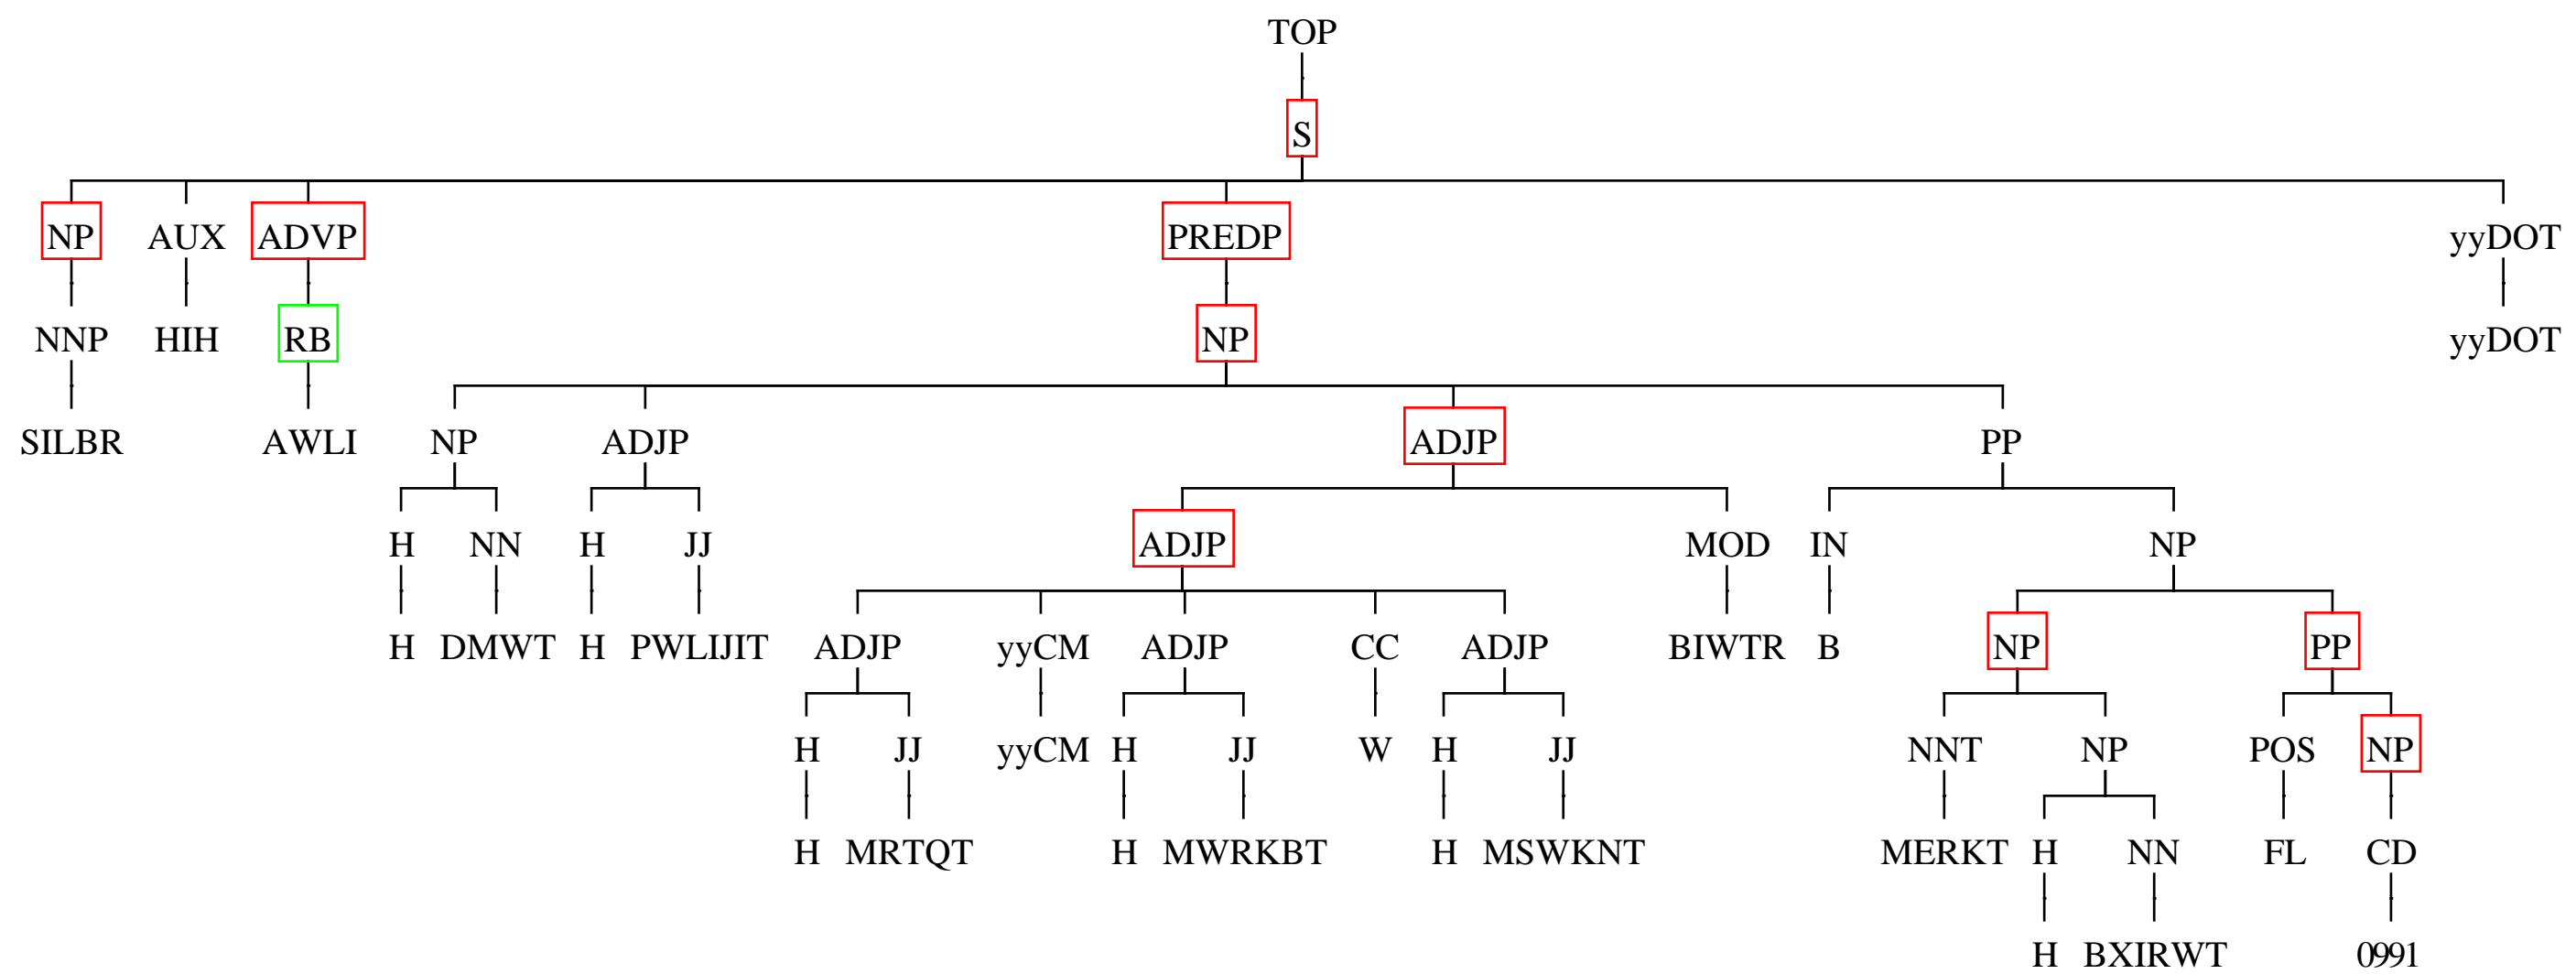 TOP
S
NP AUX ADVP PREDP yyDOT
NNP HIH RB NP yyDOT
SILBR AWLI NP ADJP ADJP PP
H NN H JJ ADJP MOD IN NP
H DMWT H PWLIJIT ADJP yyCM ADJP CC ADJP BIWTR B NP PP
H JJ yyCM H JJ W H JJ NNT NP POS NP
H MRTQT H MWRKBT H MSWKNT MERKT H NN FL CD
H BXIRWT 0991